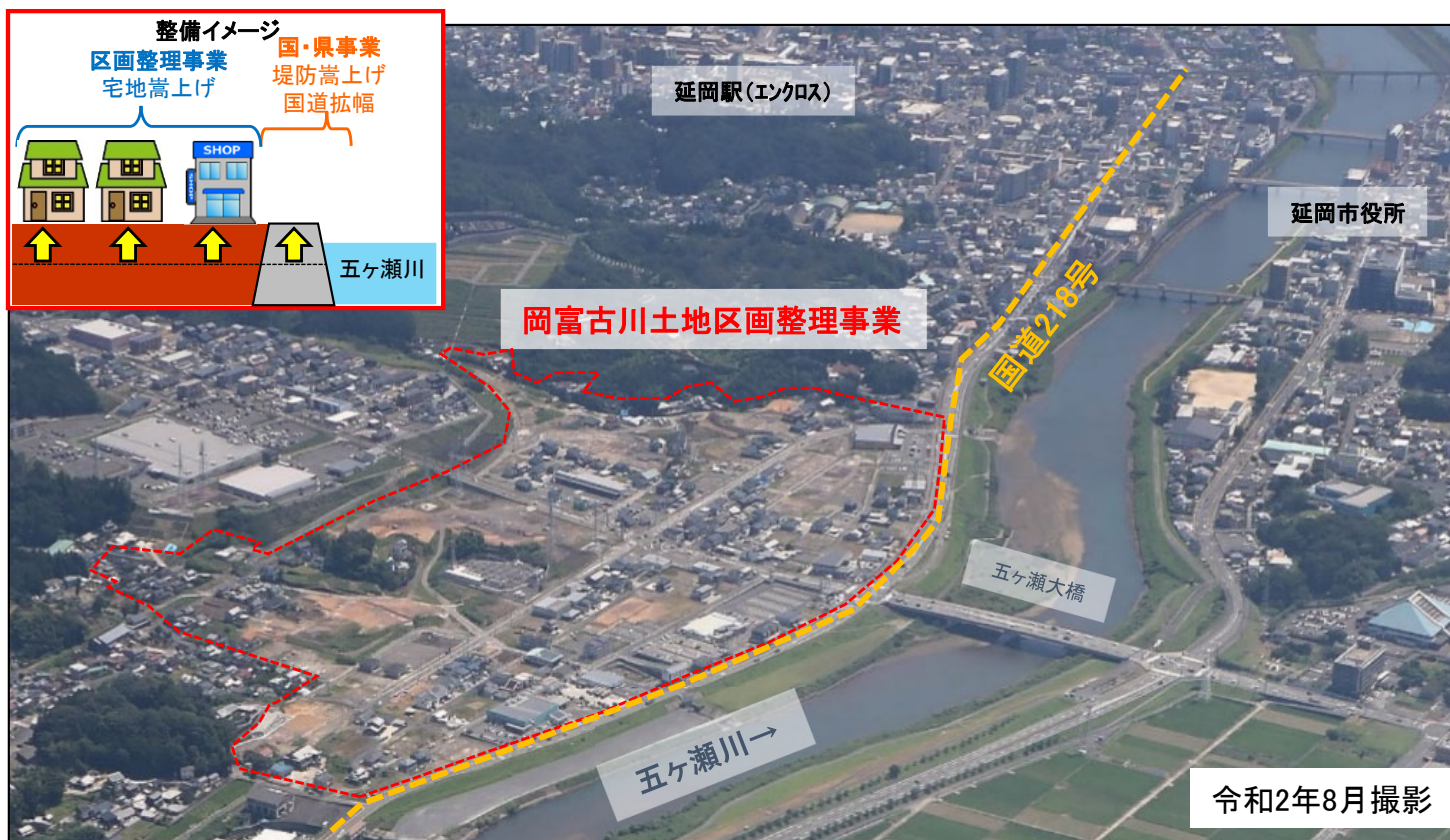 整備イメージ
区画整理事業
宅地嵩上げ
国・県事業
堤防嵩上げ
国道拡幅
SHOP
SHOP
五ヶ瀬川
延岡駅(エンクロス)
延岡市役所
岡富古川土地区画整理事業
国道218号
五ヶ瀬大橋
五ヶ瀬川→
令和2年8月撮影